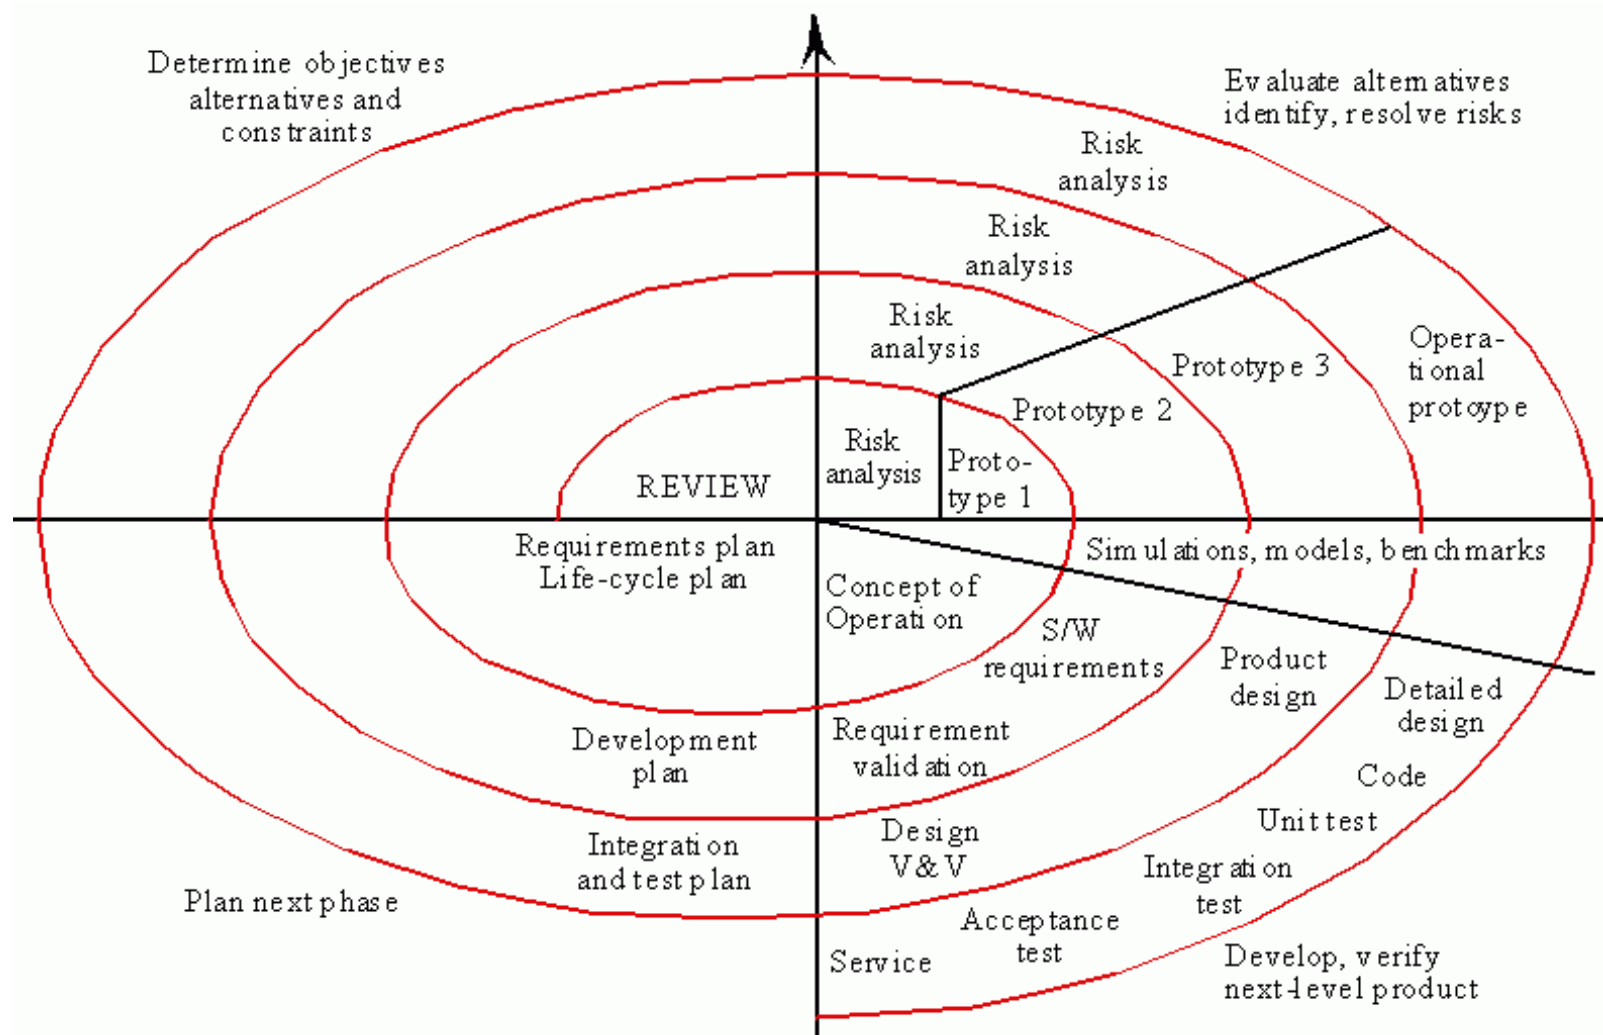 Determine objectives
alternatives and
constraints
Evaluate alternatives
identify, resolve risks
Risk
analysis
Risk
analysis
Risk
analysis
Risk
analysis
Proto-
type 1
Prototype 2
Prototype 3
Opera-
tional
protoype
REVIEW
Requirements plan
Life-cycle plan
Simulations, models, benchmarks
Concept of
Operation
S/W
requirements
Product
design
Detailed
design
Development
plan
Requirement
validation
Code
Unit test
Integration
and test plan
Design
V&V
Integration
test
Plan next phase
Acceptance
test
Service
Develop, verify
next-level product